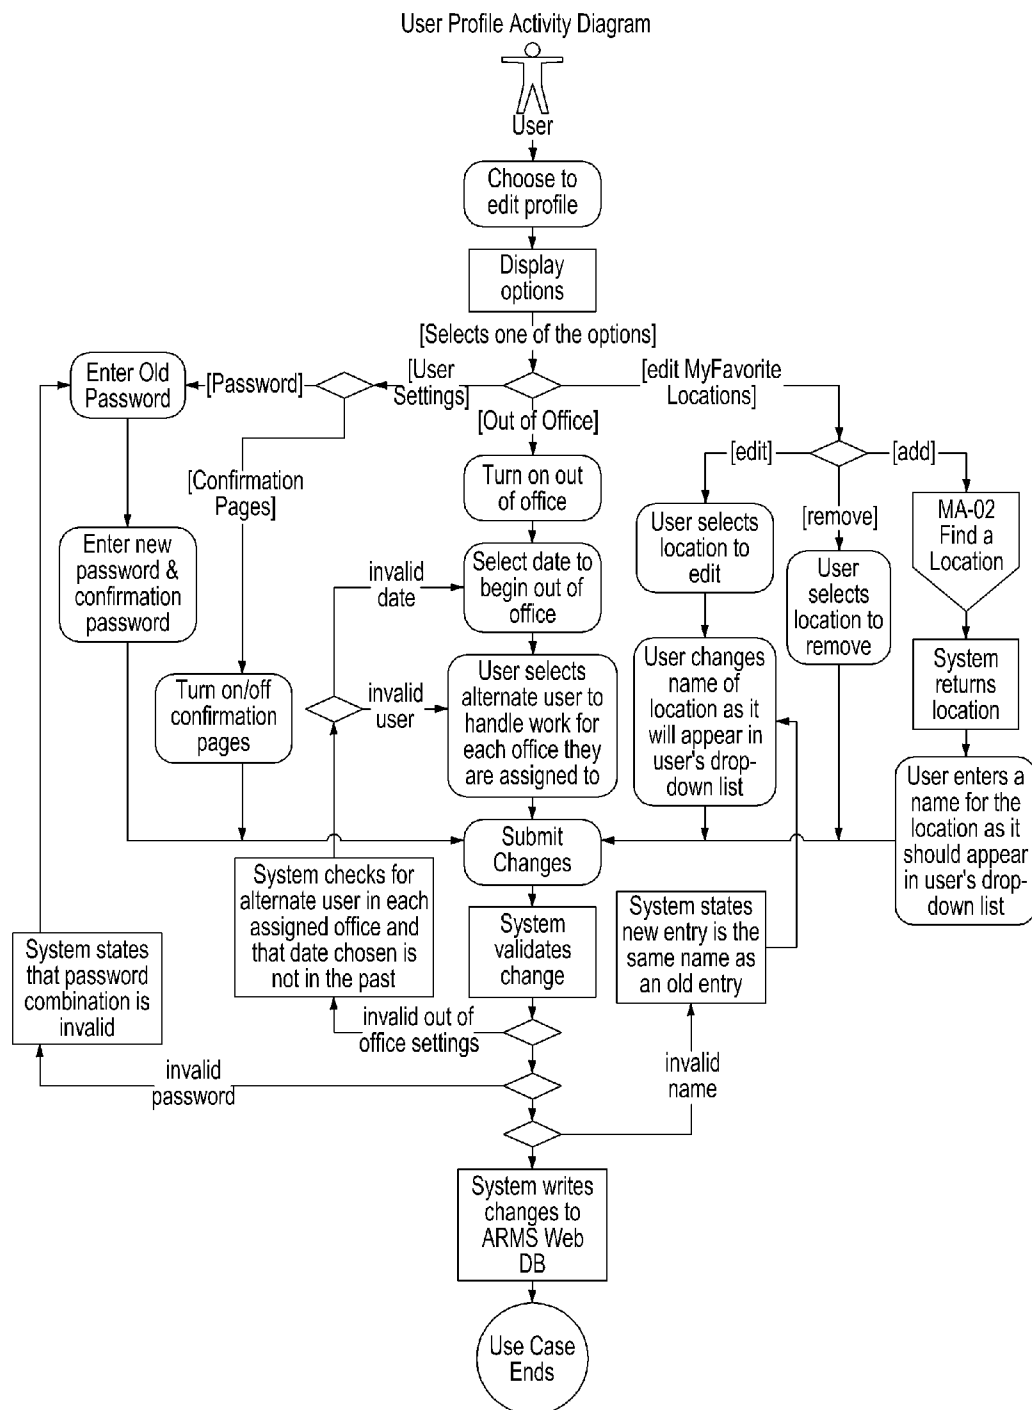 User Profile Activity Diagram
User
Choose to
edit profile
Display
options
[Selects one of the options]
Enter Old
Password
[Password]
[User
Settings]
[edit MyFavorite
Locations]
[Out of Office]
[Confirmation
Pages]
Turn on out
of office
[edit]
[add]
[remove]
Enter new
password &
confirmation
password
invalid
date
Select date to
begin out of
office
User selects
location to
edit
User
selects
location to
remove
MA-02
Find a
Location
Turn on/off
confirmation
pages
invalid
user
User selects
alternate user to
handle work for
each office they
are assigned to
User changes
name of
location as it
will appear in
user's drop-
down list
System
returns
location
User enters a
name for the
location as it
should appear
in user's drop-
down list
Submit
Changes
System states
that password
combination is
invalid
System checks for
alternate user in each
assigned office and
that date chosen is
not in the past
System
validates
change
System states
new entry is the
same name as
an old entry
invalid out of
office settings
invalid
password
invalid
name
System writes
changes to
ARMS Web
DB
Use Case
Ends